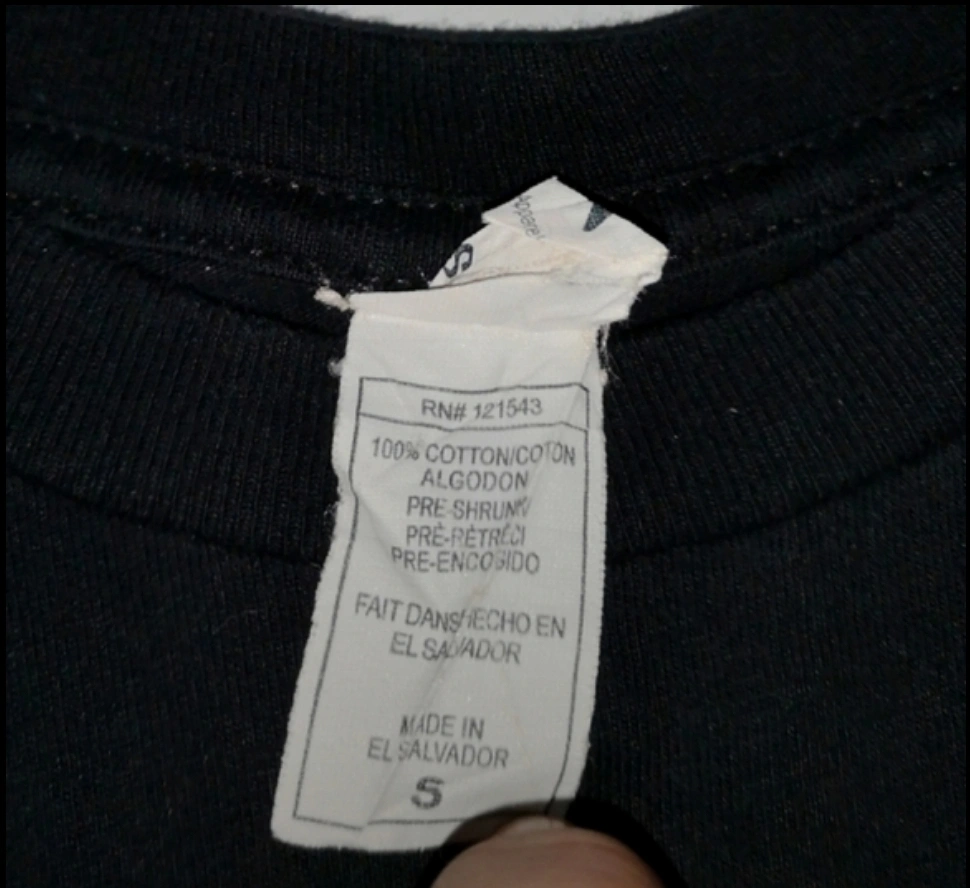 Apparel
S
RN# 121543
100% COTTON/COTON
ALGODON
PRE-SHRUNK
PRÉ-RÉTRÉCI
PRE-ENCOGIDO
FAIT DANS/HECHO EN
EL SALVADOR
MADE IN
EL SALVADOR
S